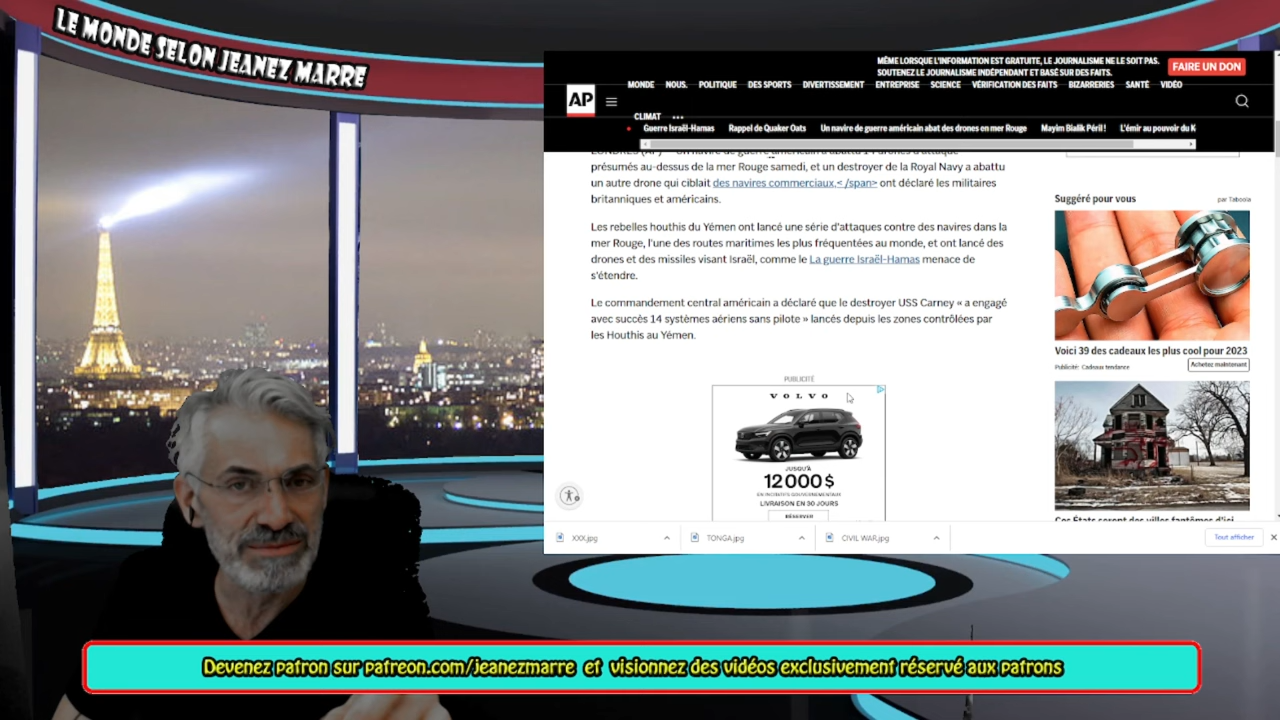 LE MONDE SELON JEANEZ MARRE
MÊME LORSQUE L'INFORMATION EST GRATUITE, LE JOURNALISME NE LE SOIT PAS.
SOUTENEZ LE JOURNALISME INDÉPENDANT ET BASÉ SUR DES FAITS.
FAIRE UN DON
AP
MONDE NOUS. POLITIQUE DES SPORTS DIVERTISSEMENT ENTREPRISE SCIENCE VÉRIFICATION DES FAITS BIZARRERIES SANTÉ VIDÉO
CLIMAT ...
Guerre Israël-Hamas Rappel de Quaker Oats Un navire de guerre américain abat des drones en mer Rouge Mayim Bialik Péril ! L'émir au pouvoir du K
présumés au-dessus de la mer Rouge samedi, et un destroyer de la Royal Navy a abattu
un autre drone qui ciblait des navires commerciaux,< /span> ont déclaré les militaires
britanniques et américains.
Les rebelles houthis du Yémen ont lancé une série d'attaques contre des navires dans la
mer Rouge, l'une des routes maritimes les plus fréquentées au monde, et ont lancé des
drones et des missiles visant Israël, comme le La guerre Israël-Hamas menace de
s'étendre.
Le commandement central américain a déclaré que le destroyer USS Carney « a engagé
avec succès 14 systèmes aériens sans pilote » lancés depuis les zones contrôlées par
les Houthis au Yémen.
PUBLICITÉ
VOLVO
JUSQU'À
12 000 $
EN INCITATIFS GOUVERNEMENTAUX
LIVRAISON EN 30 JOURS
RÉSERVER
Suggéré pour vous
par Taboola
Voici 39 des cadeaux les plus cool pour 2023
Publicité: Cadeaux tendance
Achetez maintenant
Ces États seront des villes fantômes d'ici
XXX.jpg
TONGA.jpg
CIVIL WAR.jpg
Tout afficher
Devenez patron sur patreon.com/jeanezmarre et visionnez des vidéos exclusivement réservé aux patrons